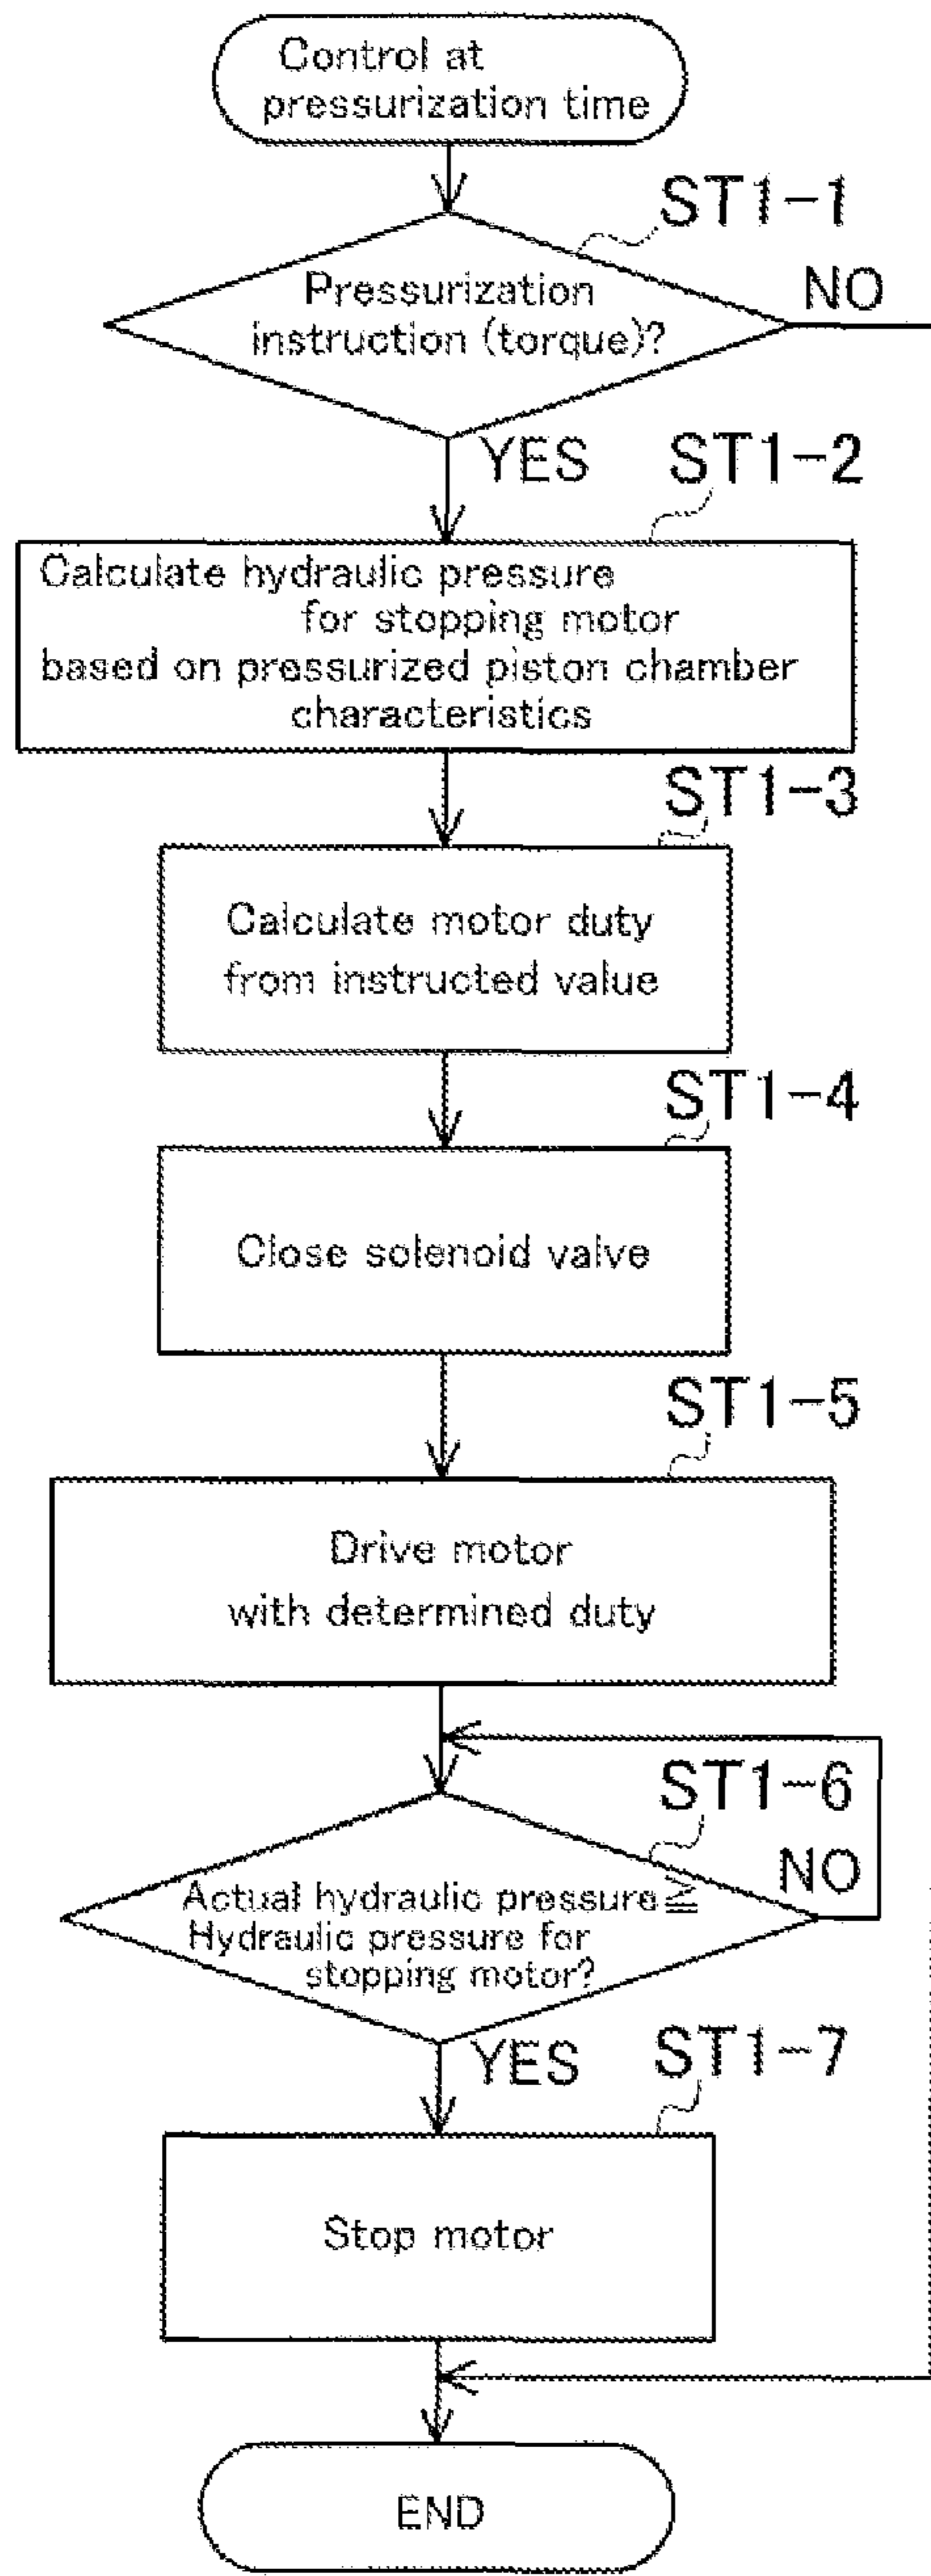 Control at
pressurization time
ST1-1
Pressurization
instruction (torque)?
NO
YES
ST1-2
Calculate hydraulic pressure
for stopping motor
based on pressurized piston chamber
characteristics
ST1-3
Calculate motor duty
from instructed value
ST1-4
Close solenoid valve
ST1-5
Drive motor
with determined duty
ST1-6
NO
Actual hydraulic pressure≧
Hydraulic pressure for
stopping motor?
YES
ST1-7
Stop motor
END